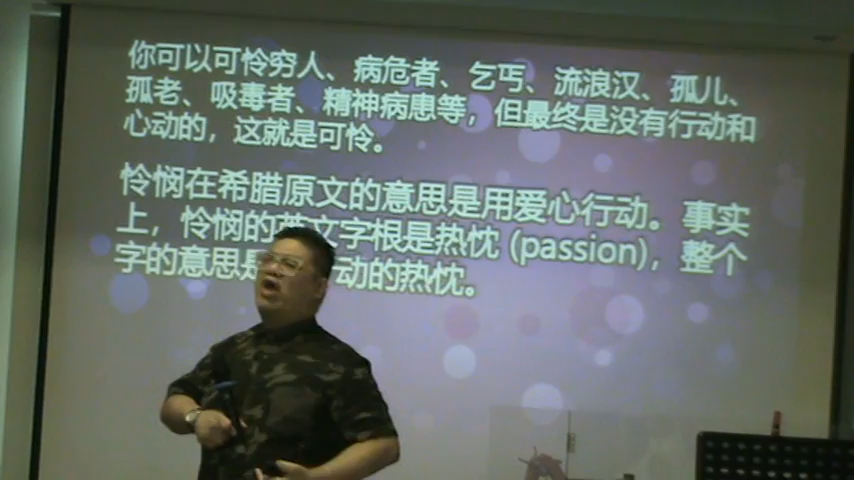 你可以可怜穷人、病危者、乞丐、流浪汉、孤儿、
孤老、吸毒者、精神病患等，但最终是没有行动和
心动的，这就是可怜。
怜悯在希腊原文的意思是用爱心行动。事实
上，怜悯的英文字根是热忱 (passion)，整个
字的意思是 动的热忱。